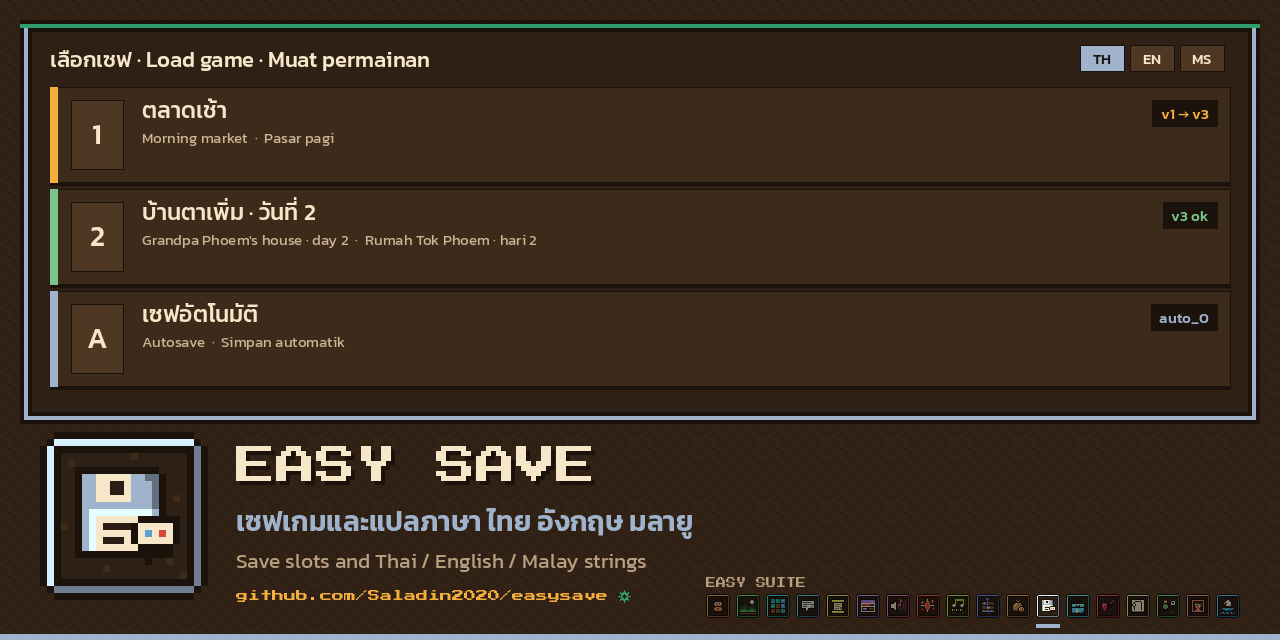 เลือกเซฟ · Load game · Muat permainan
TH EN MS
1
ตลาดเช้า
Morning market · Pasar pagi
v1 → v3
2
บ้านตาเพิ่ม · วันที่ 2
Grandpa Phoem's house · day 2 · Rumah Tok Phoem · hari 2
v3 ok
A
เซฟอัตโนมัติ
Autosave · Simpan automatik
auto_0
EASY SAVE
เซฟเกมและแปลภาษา ไทย อังกฤษ มลายู
Save slots and Thai / English / Malay strings
github.com/Saladin2020/easysave
EASY SUITE